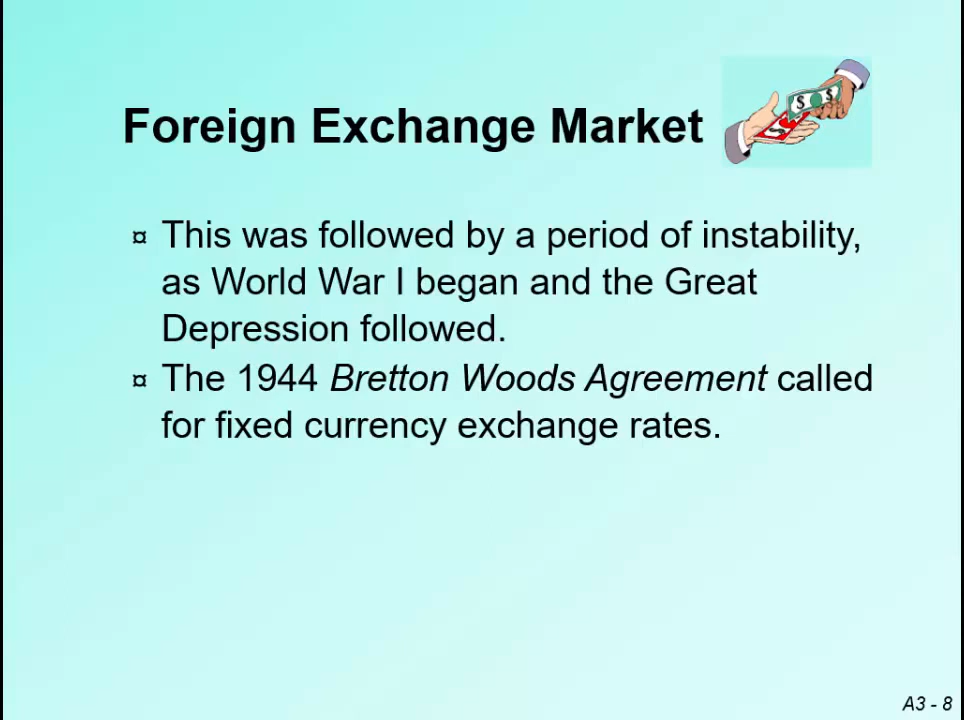 Foreign Exchange Market
¤ This was followed by a period of instability,
as World War I began and the Great
Depression followed.
¤ The 1944 Bretton Woods Agreement called
for fixed currency exchange rates.
A3 - 8